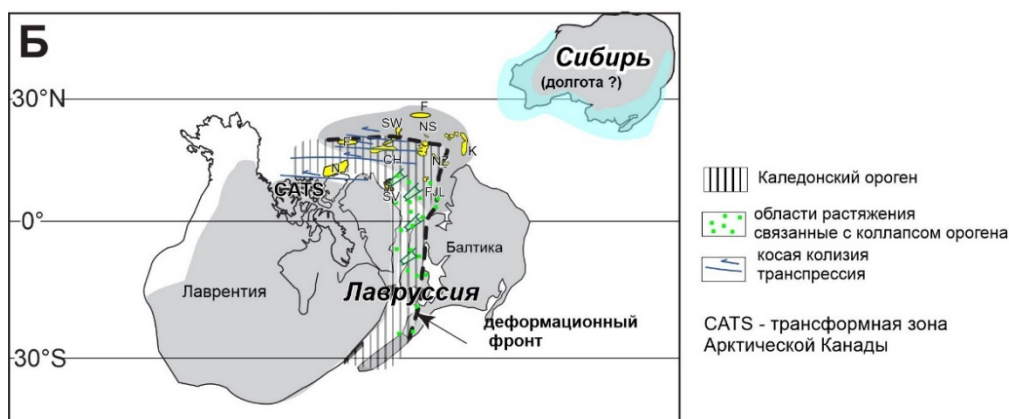 Б
Сибирь
(долгота ?)
30°N
F
SW
NS
F
K
CH
NZ
N
CATS
SV
FJL
0°
Балтика
Лаврентия
Лавруссия
деформационный
фронт
30°S
Каледонский ороген
области растяжения
связанные с коллапсом орогена
косая колизия
транспрессия
CATS - трансформная зона
Арктической Канады